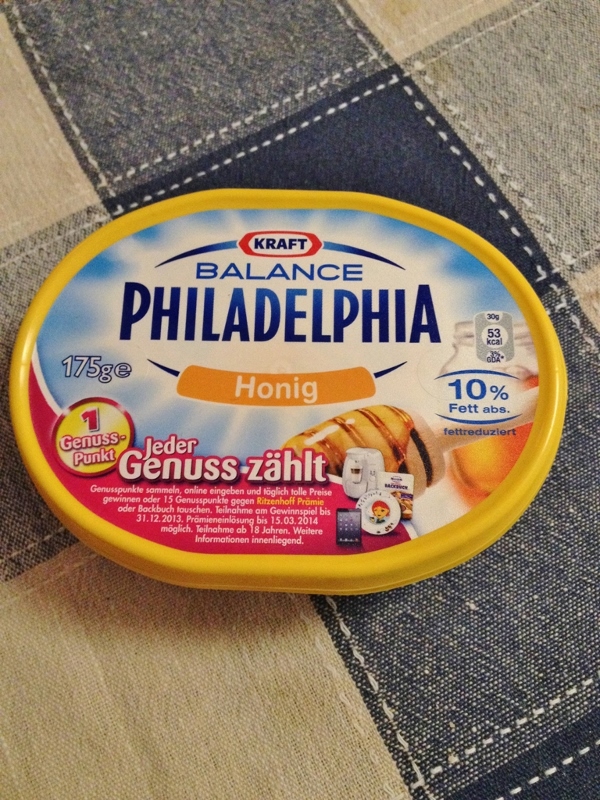 KRAFT
BALANCE
PHILADELPHIA
175g e
Honig
30g
53
kcal
3%
GDA*
10%
Fett abs.
fettreduziert
1
Genuss-
Punkt
Jeder
Genuss zählt
Genusspunkte sammeln, online eingeben und täglich tolle Preise
gewinnen oder 15 Genusspunkte gegen Ritzenhoff Prämie
oder Backbuch tauschen. Teilnahme am Gewinnspiel bis
31.12.2013. Prämieneinlösung bis 15.03.2014
möglich. Teilnahme ab 18 Jahren. Weitere
Informationen innenliegend.
BACKBUCH